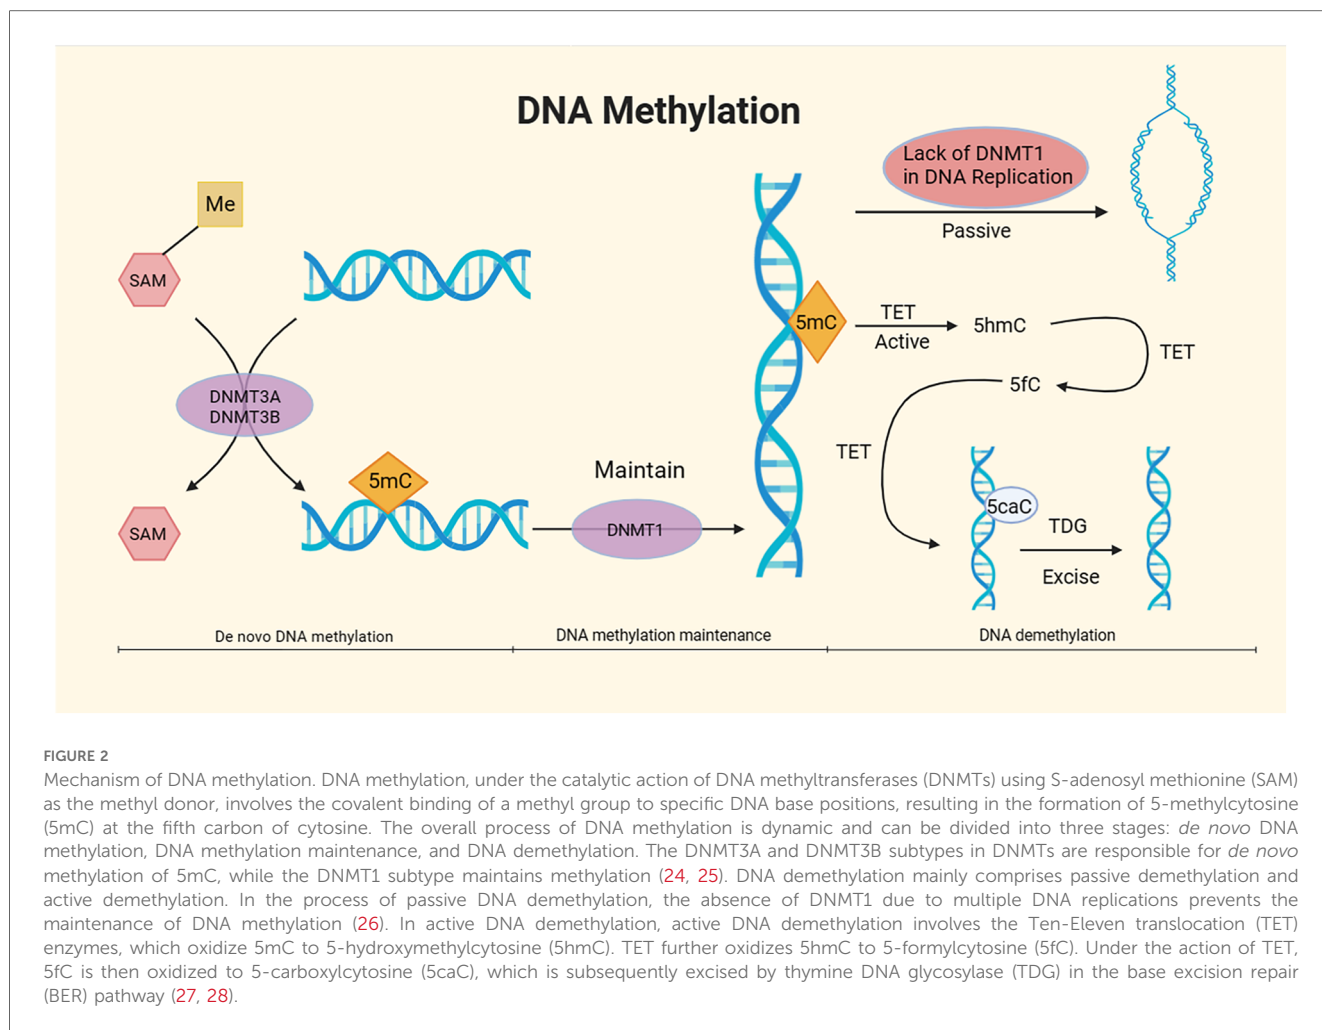 DNA Methylation
Me
SAM
DNMT3A
DNMT3B
SAM
5mC
Maintain
DNMT1
5mC
Lack of DNMT1
in DNA Replication
Passive
TET
Active
5hmC
TET
5fC
TET
5caC
TDG
Excise
De novo DNA methylation
DNA methylation maintenance
DNA demethylation
FIGURE 2
Mechanism of DNA methylation. DNA methylation, under the catalytic action of DNA methyltransferases (DNMTs) using S-adenosyl methionine (SAM)
as the methyl donor, involves the covalent binding of a methyl group to specific DNA base positions, resulting in the formation of 5-methylcytosine
(5mC) at the fifth carbon of cytosine. The overall process of DNA methylation is dynamic and can be divided into three stages: de novo DNA
methylation, DNA methylation maintenance, and DNA demethylation. The DNMT3A and DNMT3B subtypes in DNMTs are responsible for de novo
methylation of 5mC, while the DNMT1 subtype maintains methylation (24, 25). DNA demethylation mainly comprises passive demethylation and
active demethylation. In the process of passive DNA demethylation, the absence of DNMT1 due to multiple DNA replications prevents the
maintenance of DNA methylation (26). In active DNA demethylation, active DNA demethylation involves the Ten-Eleven translocation (TET)
enzymes, which oxidize 5mC to 5-hydroxymethylcytosine (5hmC). TET further oxidizes 5hmC to 5-formylcytosine (5fC). Under the action of TET,
5fC is then oxidized to 5-carboxylcytosine (5caC), which is subsequently excised by thymine DNA glycosylase (TDG) in the base excision repair
(BER) pathway (27, 28).